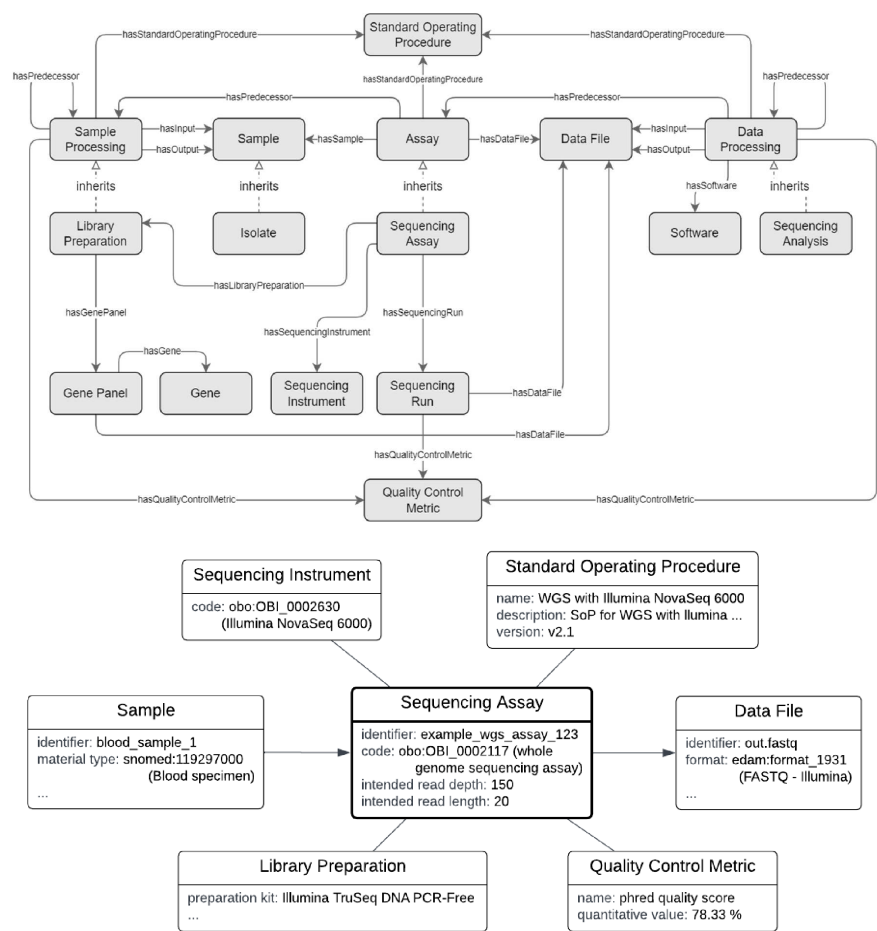 Standard Operating
Procedure
hasStandardOperatingProcedure
hasStandardOperatingProcedure
hasStandardOperatingProcedure
hasPredecessor
hasPredecessor
hasPredecessor
hasPredecessor
Sample
Processing
hasInput
hasOutput
Sample
hasSample
Assay
hasDataFile
Data File
hasInput
hasOutput
Data
Processing
inherits
inherits
inherits
hasSoftware
inherits
Library
Preparation
Isolate
Sequencing
Assay
Software
Sequencing
Analysis
hasLibraryPreparation
hasGenePanel
hasSequencingInstrument
hasSequencingRun
hasGene
Gene Panel
Gene
Sequencing
Instrument
Sequencing
Run
hasDataFile
hasDataFile
hasQualityControlMetric
Quality Control
Metric
hasQualityControlMetric
hasQualityControlMetric
Sequencing Instrument
code: obo:OBI_0002630
(Illumina NovaSeq 6000)
Standard Operating Procedure
name: WGS with Illumina NovaSeq 6000
description: SoP for WGS with llumina ...
version: v2.1
Sample
identifier: blood_sample_1
material type: snomed:119297000
(Blood specimen)
...
Sequencing Assay
identifier: example_wgs_assay_123
code: obo:OBI_0002117 (whole
genome sequencing assay)
intended read depth: 150
intended read length: 20
Data File
identifier: out.fastq
format: edam:format_1931
(FASTQ - Illumina)
...
Library Preparation
preparation kit: Illumina TruSeq DNA PCR-Free
...
Quality Control Metric
name: phred quality score
quantitative value: 78.33 %